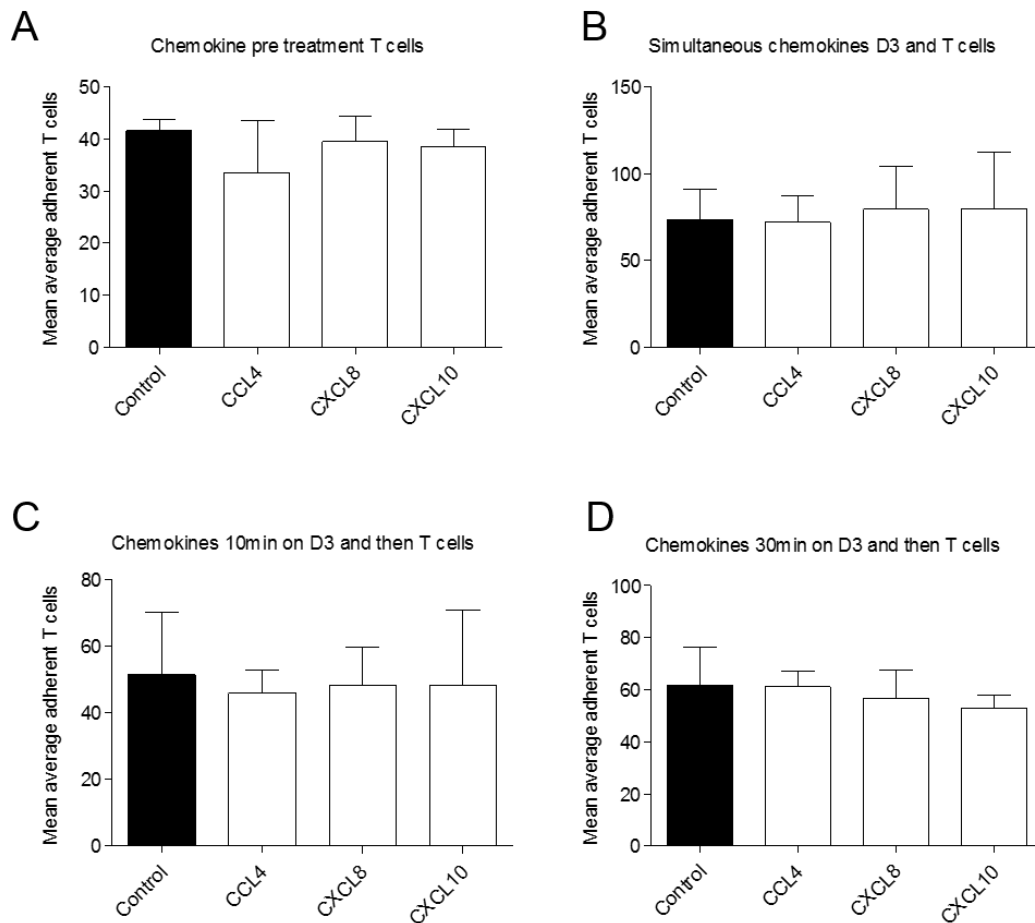 A
Chemokine pre treatment T cells
Mean average adherent T cells
50
40
30
20
10
0
Control
CCL4
CXCL8
CXCL10
B
Simultaneous chemokines D3 and T cells
Mean average adherent T cells
150
100
50
0
Control
CCL4
CXCL8
CXCL10
C
Chemokines 10min on D3 and then T cells
Mean average adherent T cells
80
60
40
20
0
Control
CCL4
CXCL8
CXCL10
D
Chemokines 30min on D3 and then T cells
Mean average adherent T cells
100
80
60
40
20
0
Control
CCL4
CXCL8
CXCL10